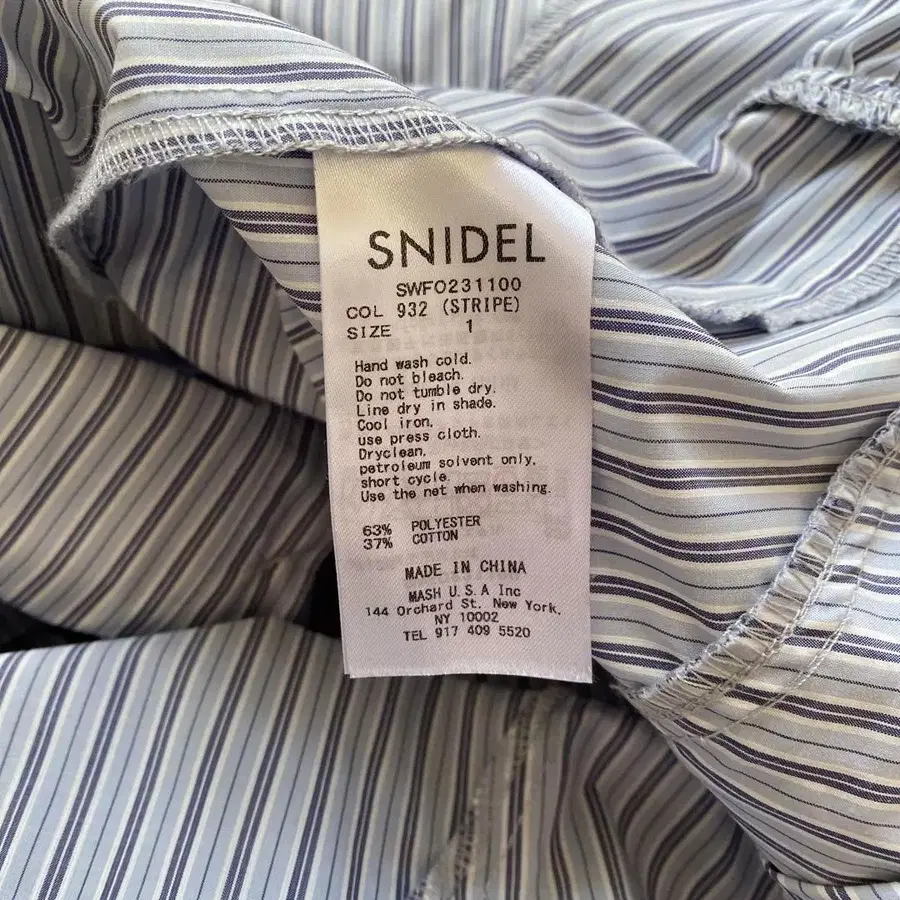 SNIDEL
SWFO231100
COL 932 (STRIPE)
SIZE 1
Hand wash cold.
Do not bleach.
Do not tumble dry.
Line dry in shade.
Cool iron,
use press cloth.
Dryclean,
petroleum solvent only,
short cycle.
Use the net when washing.
63% POLYESTER
37% COTTON
MADE IN CHINA
MASH U.S.A Inc
144 Orchard St. New York,
NY 10002
TEL 917 409 5520